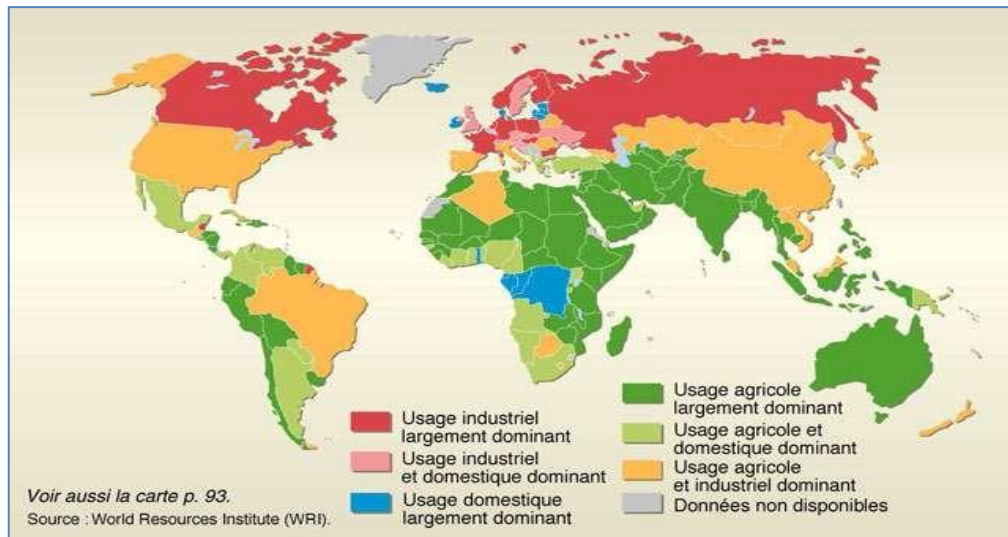 Usage industriel
largement dominant
Usage industriel
et domestique dominant
Usage domestique
largement dominant
Usage agricole
largement dominant
Usage agricole et
domestique dominant
Usage agricole
et industriel dominant
Données non disponibles
Voir aussi la carte p. 93.
Source : World Resources Institute (WRI).